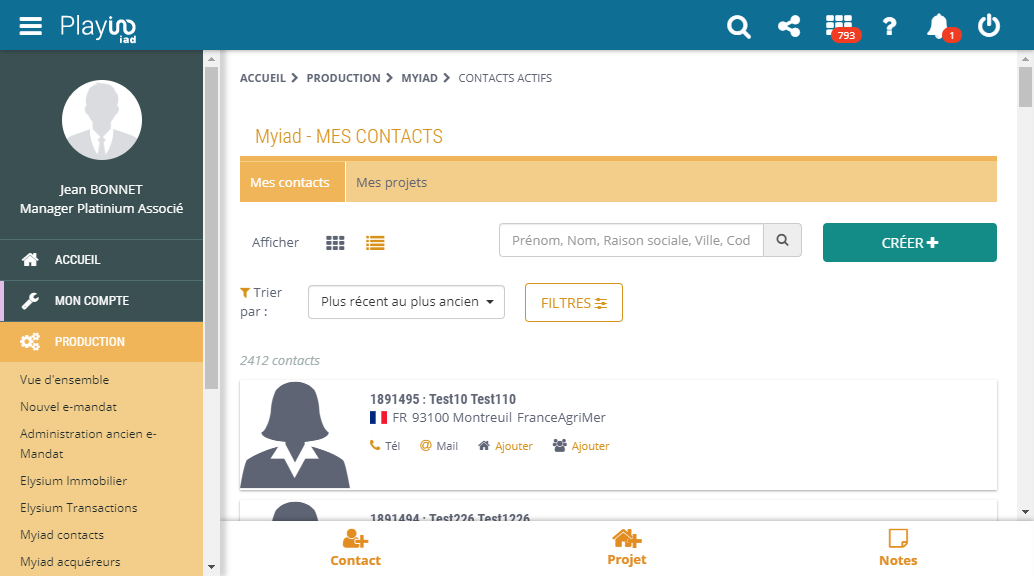 Playiad
iad
793
?
1
Jean BONNET
Manager Platinium Associé
ACCUEIL
MON COMPTE
PRODUCTION
Vue d'ensemble
Nouvel e-mandat
Administration ancien e-
Mandat
Elysium Immobilier
Elysium Transactions
Myiad contacts
Myiad acquéreurs
ACCUEIL > PRODUCTION > MYIAD > CONTACTS ACTIFS
Myiad - MES CONTACTS
Mes contacts Mes projets
Afficher
Prénom, Nom, Raison sociale, Ville, Cod
CRÉER
Trier
par :
Plus récent au plus ancien
FILTRES
2412 contacts
1891495 : Test10 Test110
FR 93100 Montreuil FranceAgriMer
Tél Mail Ajouter Ajouter
1891494 : Test226 Test1226
Contact Projet Notes